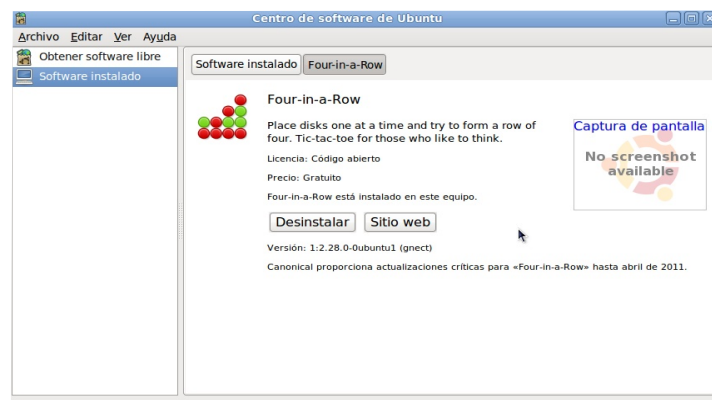 Centro de software de Ubuntu
Archivo Editar Ver Ayuda
Obtener software libre
Software instalado
Software instalado Four-in-a-Row
Four-in-a-Row
Place disks one at a time and try to form a row of
four. Tic-tac-toe for those who like to think.
Licencia: Código abierto
Precio: Gratuito
Four-in-a-Row está instalado en este equipo.
Captura de pantalla
No screenshot
available
Desinstalar Sitio web
Versión: 1:2.28.0-0ubuntu1 (gnect)
Canonical proporciona actualizaciones críticas para «Four-in-a-Row» hasta abril de 2011.